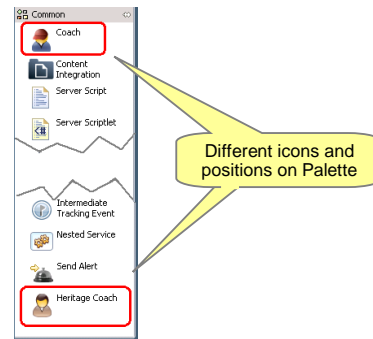 Common
Coach
Content
Integration
Server Script
Server Scriptlet
Different icons and
positions on Palette
Intermediate
Tracking Event
Nested Service
Send Alert
Heritage Coach